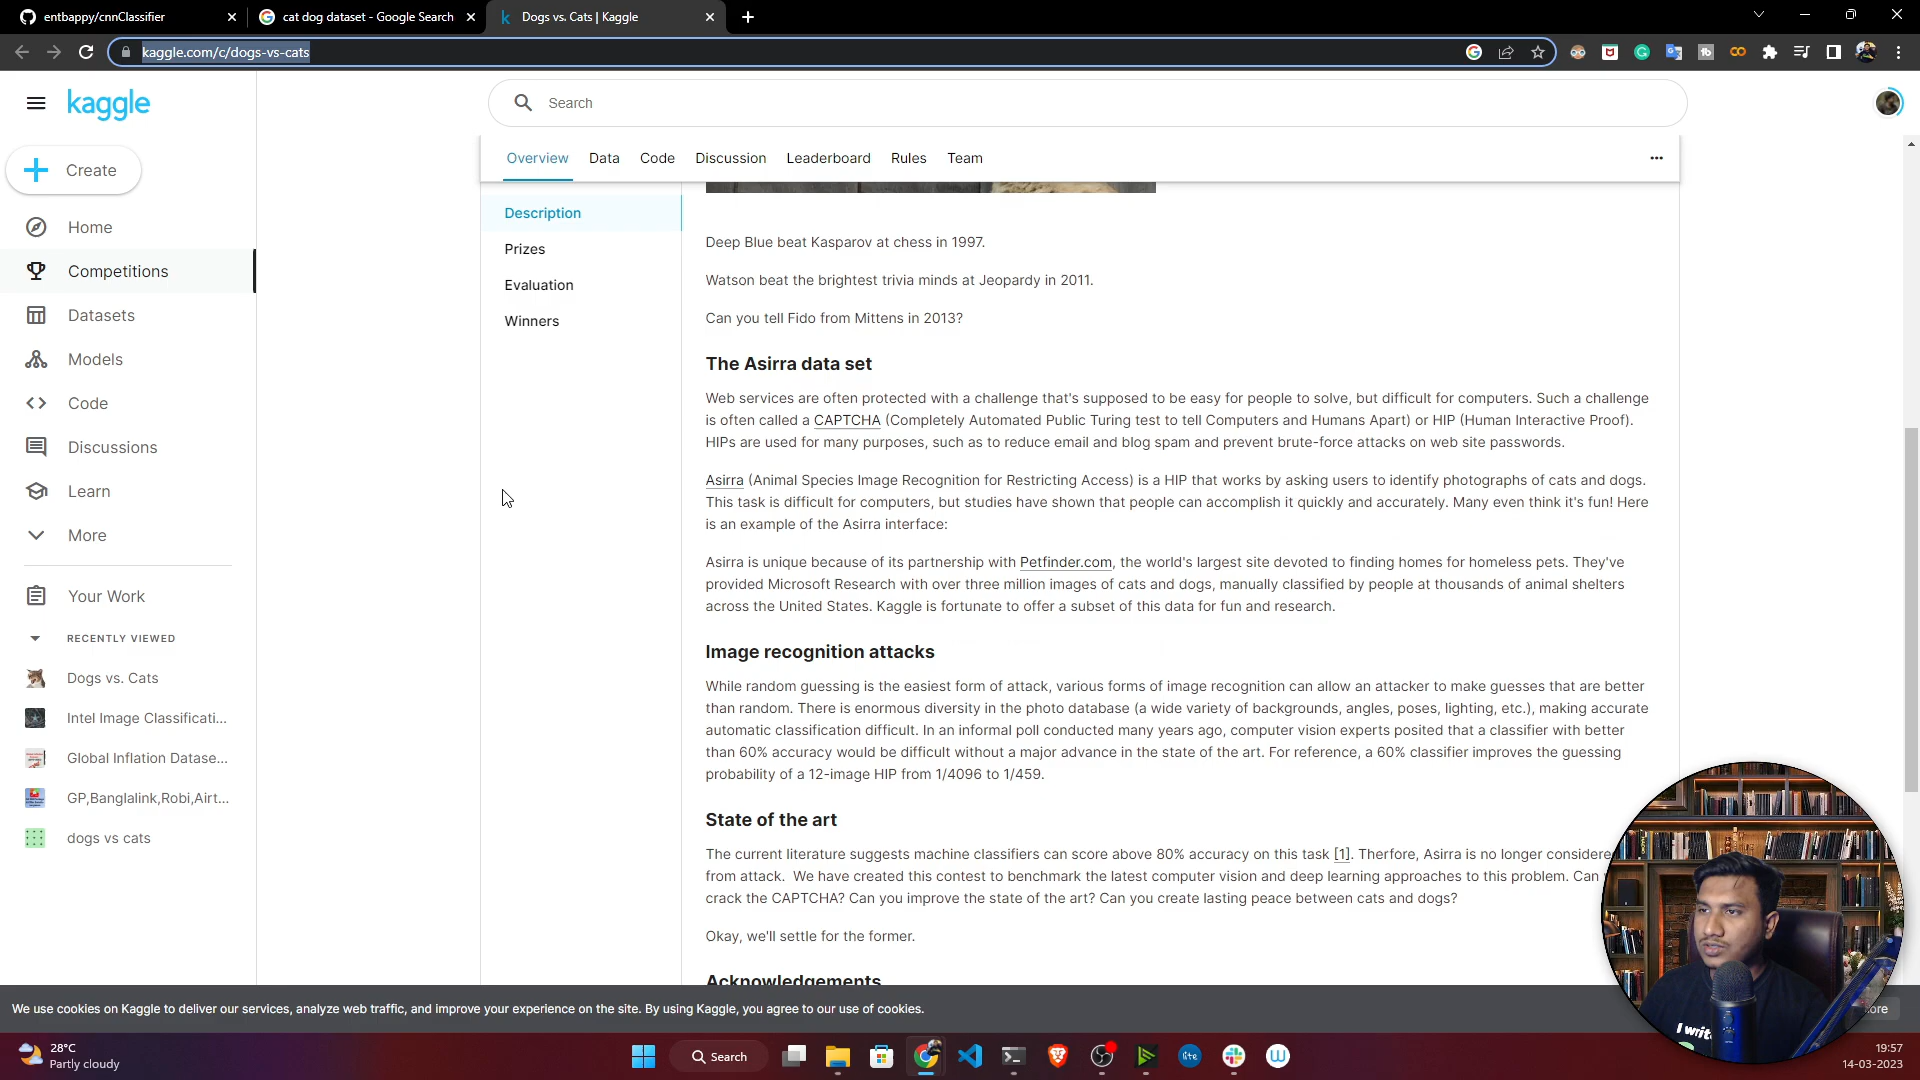 entbappy/cnnClassifier
cat dog dataset - Google Search
Dogs vs. Cats | Kaggle
kaggle.com/c/dogs-vs-cats
kaggle
Search
Create
Overview
Data
Code
Discussion
Leaderboard
Rules
Team
Home
Competitions
Datasets
Models
Code
Discussions
Learn
More
Your Work
RECENTLY VIEWED
Dogs vs. Cats
Intel Image Classificati...
Global Inflation Datase...
GP,Banglalink,Robi,Airt...
dogs vs cats
Description
Prizes
Evaluation
Winners
Deep Blue beat Kasparov at chess in 1997.
Watson beat the brightest trivia minds at Jeopardy in 2011.
Can you tell Fido from Mittens in 2013?
The Asirra data set
Web services are often protected with a challenge that's supposed to be easy for people to solve, but difficult for computers. Such a challenge
is often called a CAPTCHA (Completely Automated Public Turing test to tell Computers and Humans Apart) or HIP (Human Interactive Proof).
HIPs are used for many purposes, such as to reduce email and blog spam and prevent brute-force attacks on web site passwords.
Asirra (Animal Species Image Recognition for Restricting Access) is a HIP that works by asking users to identify photographs of cats and dogs.
This task is difficult for computers, but studies have shown that people can accomplish it quickly and accurately. Many even think it's fun! Here
is an example of the Asirra interface:
Asirra is unique because of its partnership with Petfinder.com, the world's largest site devoted to finding homes for homeless pets. They've
provided Microsoft Research with over three million images of cats and dogs, manually classified by people at thousands of animal shelters
across the United States. Kaggle is fortunate to offer a subset of this data for fun and research.
Image recognition attacks
While random guessing is the easiest form of attack, various forms of image recognition can allow an attacker to make guesses that are better
than random. There is enormous diversity in the photo database (a wide variety of backgrounds, angles, poses, lighting, etc.), making accurate
automatic classification difficult. In an informal poll conducted many years ago, computer vision experts posited that a classifier with better
than 60% accuracy would be difficult without a major advance in the state of the art. For reference, a 60% classifier improves the guessing
probability of a 12-image HIP from 1/4096 to 1/459.
State of the art
The current literature suggests machine classifiers can score above 80% accuracy on this task [1]. Therfore, Asirra is no longer considere
from attack. We have created this contest to benchmark the latest computer vision and deep learning approaches to this problem. Can
crack the CAPTCHA? Can you improve the state of the art? Can you create lasting peace between cats and dogs?
Okay, we'll settle for the former.
Acknowledgements
We use cookies on Kaggle to deliver our services, analyze web traffic, and improve your experience on the site. By using Kaggle, you agree to our use of cookies.
28°C
Partly cloudy
Search
lite
I writ
19:57
14-03-2023